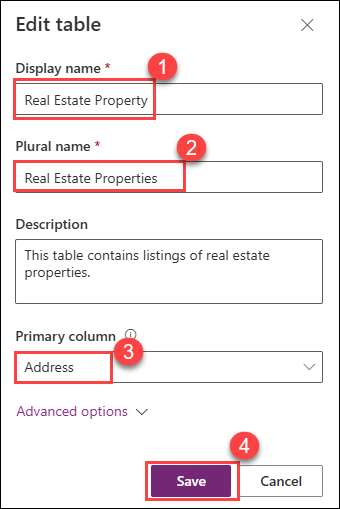 Edit table
Display name * 1
Real Estate Property
Plural name * 2
Real Estate Properties
Description
This table contains listings of real estate
properties.
Primary column 3
Address
Advanced options
4
Save Cancel